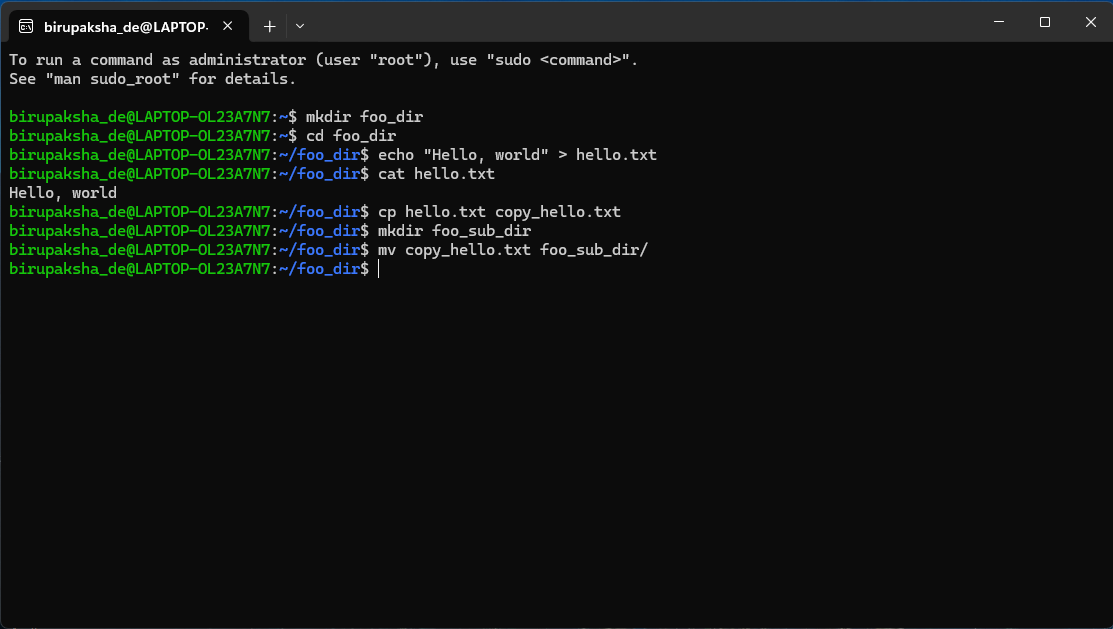 birupaksha_de@LAPTOP-
To run a command as administrator (user "root"), use "sudo <command>".
See "man sudo_root" for details.
birupaksha_de@LAPTOP-OL23A7N7:~$ mkdir foo_dir
birupaksha_de@LAPTOP-OL23A7N7:~$ cd foo_dir
birupaksha_de@LAPTOP-OL23A7N7:~/foo_dir$ echo "Hello, world" > hello.txt
birupaksha_de@LAPTOP-OL23A7N7:~/foo_dir$ cat hello.txt
Hello, world
birupaksha_de@LAPTOP-OL23A7N7:~/foo_dir$ cp hello.txt copy_hello.txt
birupaksha_de@LAPTOP-OL23A7N7:~/foo_dir$ mkdir foo_sub_dir
birupaksha_de@LAPTOP-OL23A7N7:~/foo_dir$ mv copy_hello.txt foo_sub_dir/
birupaksha_de@LAPTOP-OL23A7N7:~/foo_dir$